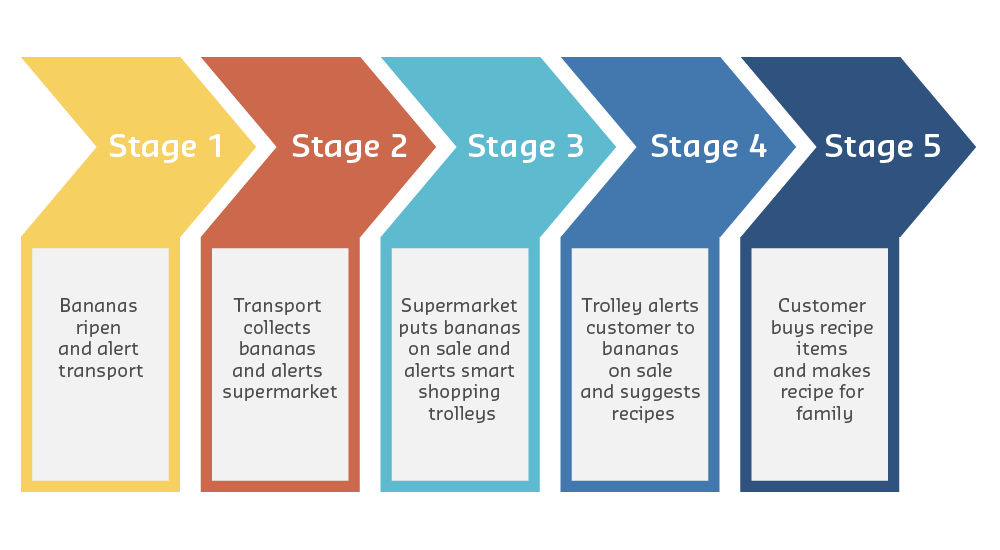 Stage 1
Stage 2
Stage 3
Stage 4
Stage 5
Bananas
ripen
and alert
transport
Transport
collects
bananas
and alerts
supermarket
Supermarket
puts bananas
on sale and
alerts smart
shopping
trolleys
Trolley alerts
customer to
bananas
on sale
and suggests
recipes
Customer
buys recipe
items
and makes
recipe for
family